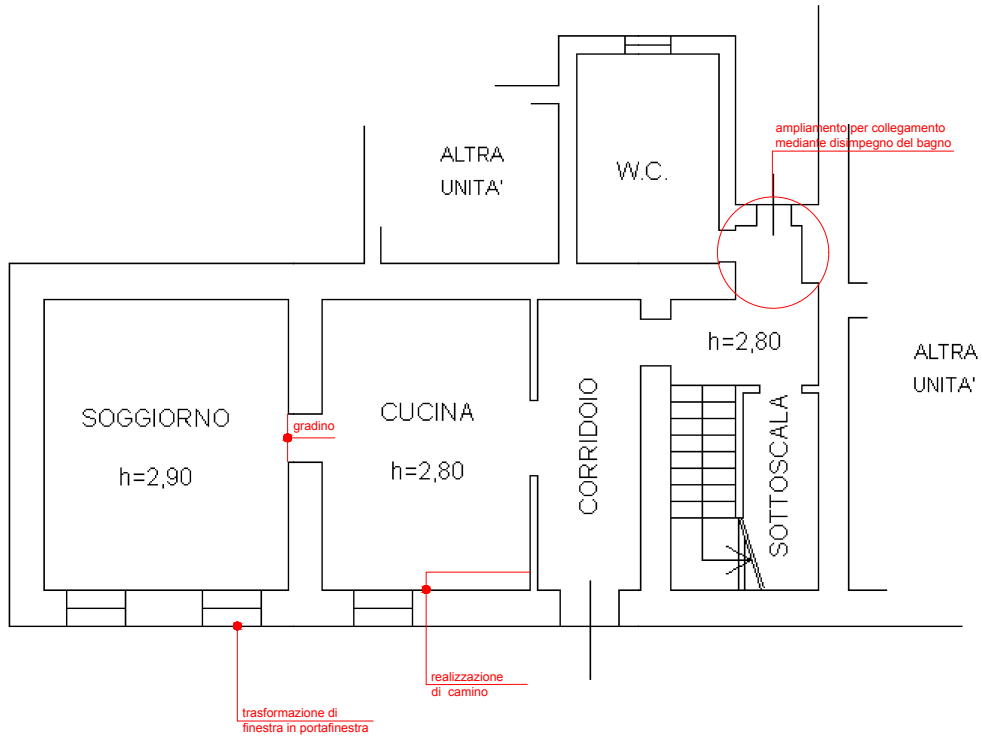 ampliamento per collegamento
mediante disimpegno del bagno
ALTRA
UNITA'
W.C.
h=2,80
ALTRA
UNITA'
SOGGIORNO
h=2,90
gradino
CUCINA
h=2,80
CORRIDOIO
SOTTOSCALA
realizzazione
di camino
trasformazione di
finestra in portafinestra